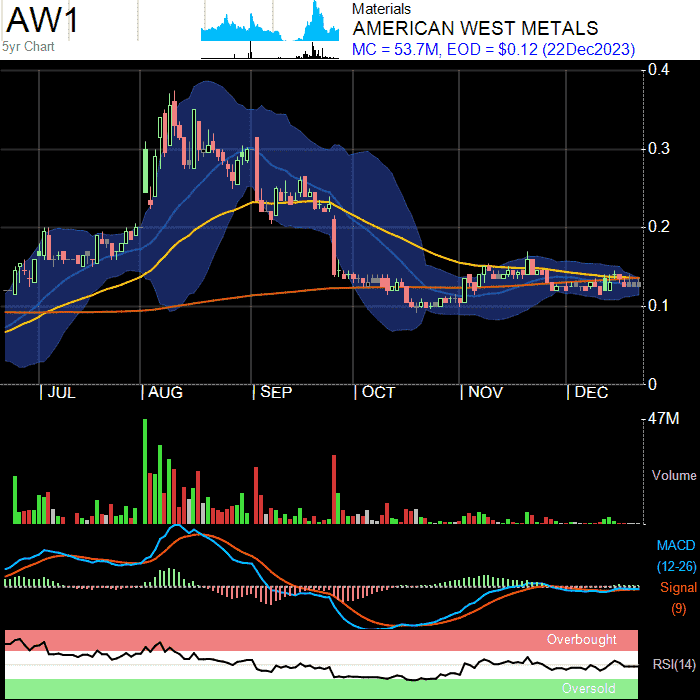 AW1
5yr Chart
Materials
AMERICAN WEST METALS
MC = 53.7M, EOD = $0.12 (22Dec2023)
0.4
0.3
0.2
0.1
0
| JUL | AUG | SEP | OCT | NOV | DEC
47M
Volume
MACD
(12-26)
Signal
(9)
Overbought
RSI(14)
Oversold